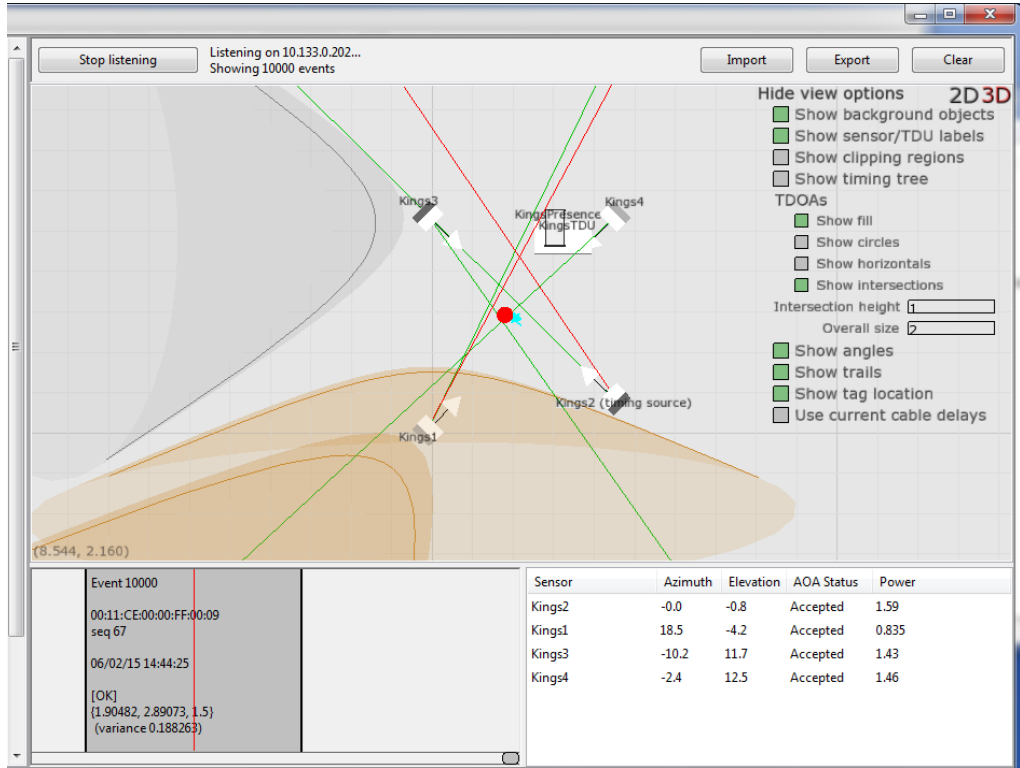 Stop listening
Listening on 10.133.0.202...
Showing 10000 events
Import
Export
Clear
Hide view options
2D3D
Show background objects
Show sensor/TDU labels
Show clipping regions
Show timing tree
TDOAs
Show fill
Show circles
Show horizontals
Show intersections
Intersection height 1
Overall size 2
Show angles
Show trails
Show tag location
Use current cable delays
Kings3
KingsPresence
KingsTDU
Kings4
Kings2 (timing source)
Kings1
(8.544, 2.160)
Event 10000
00:11:CE:00:00:FF:00:09
seq 67
06/02/15 14:44:25
[OK]
{1.90482, 2.89073, 1.5}
(variance 0.188263)
Sensor Azimuth Elevation AOA Status Power
Kings2 -0.0 -0.8 Accepted 1.59
Kings1 18.5 -4.2 Accepted 0.835
Kings3 -10.2 11.7 Accepted 1.43
Kings4 -2.4 12.5 Accepted 1.46